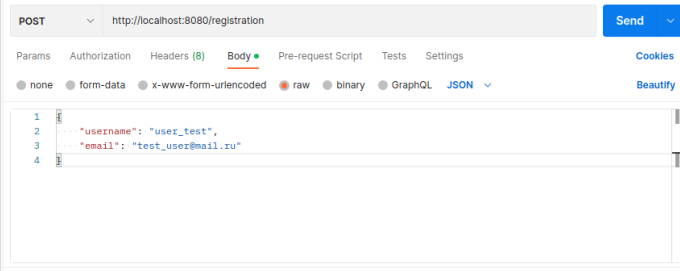 POST http://localhost:8080/registration Send
Params Authorization Headers (8) Body Pre-request Script Tests Settings Cookies
none form-data x-www-form-urlencoded raw binary GraphQL JSON Beautify
1 {
2 "username": "user_test",
3 "email": "test_user@mail.ru"
4 }